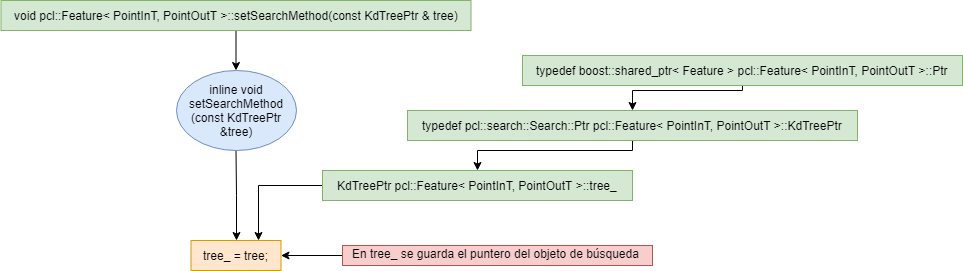 void pcl::Feature< PointInT, PointOutT >::setSearchMethod(const KdTreePtr & tree)
typedef boost::shared_ptr< Feature > pcl::Feature< PointInT, PointOutT >::Ptr
inline void
setSearchMethod
(const KdTreePtr
&tree)
typedef pcl::search::Search::Ptr pcl::Feature< PointInT, PointOutT >::KdTreePtr
KdTreePtr pcl::Feature< PointInT, PointOutT >::tree_
tree_ = tree;
En tree_ se guarda el puntero del objeto de búsqueda